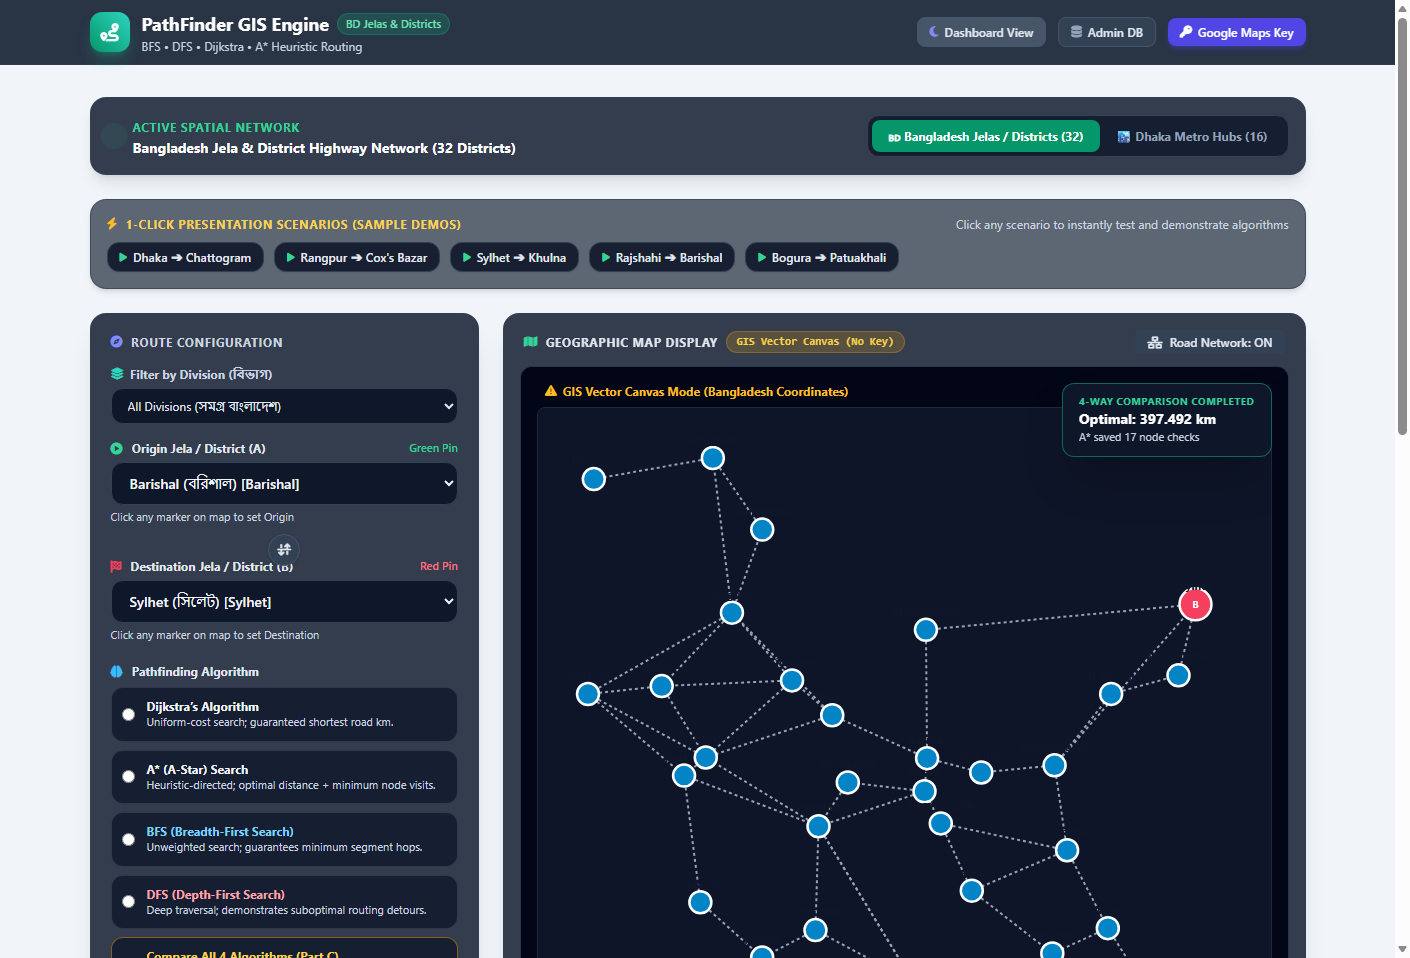 PathFinder GIS Engine
BD Jelas & Districts
BFS • DFS • Dijkstra • A* Heuristic Routing
Dashboard View
Admin DB
Google Maps Key
ACTIVE SPATIAL NETWORK
Bangladesh Jela & District Highway Network (32 Districts)
BD Bangladesh Jelas / Districts (32)
Dhaka Metro Hubs (16)
1-CLICK PRESENTATION SCENARIOS (SAMPLE DEMOS)
Click any scenario to instantly test and demonstrate algorithms
Dhaka ➔ Chattogram
Rangpur ➔ Cox's Bazar
Sylhet ➔ Khulna
Rajshahi ➔ Barishal
Bogura ➔ Patuakhali
ROUTE CONFIGURATION
Filter by Division (বিভাগ)
All Divisions (সমগ্র বাংলাদেশ)
Origin Jela / District (A)
Green Pin
Barishal (বরিশাল) [Barishal]
Click any marker on map to set Origin
Destination Jela / District (B)
Red Pin
Sylhet (সিলেট) [Sylhet]
Click any marker on map to set Destination
Pathfinding Algorithm
Dijkstra's Algorithm
Uniform-cost search; guaranteed shortest road km.
A* (A-Star) Search
Heuristic-directed; optimal distance + minimum node visits.
BFS (Breadth-First Search)
Unweighted search; guarantees minimum segment hops.
DFS (Depth-First Search)
Deep traversal; demonstrates suboptimal routing detours.
Compare All 4 Algorithms (Part C)
GEOGRAPHIC MAP DISPLAY
GIS Vector Canvas (No Key)
Road Network: ON
GIS Vector Canvas Mode (Bangladesh Coordinates)
4-WAY COMPARISON COMPLETED
Optimal: 397.492 km
A* saved 17 node checks
B